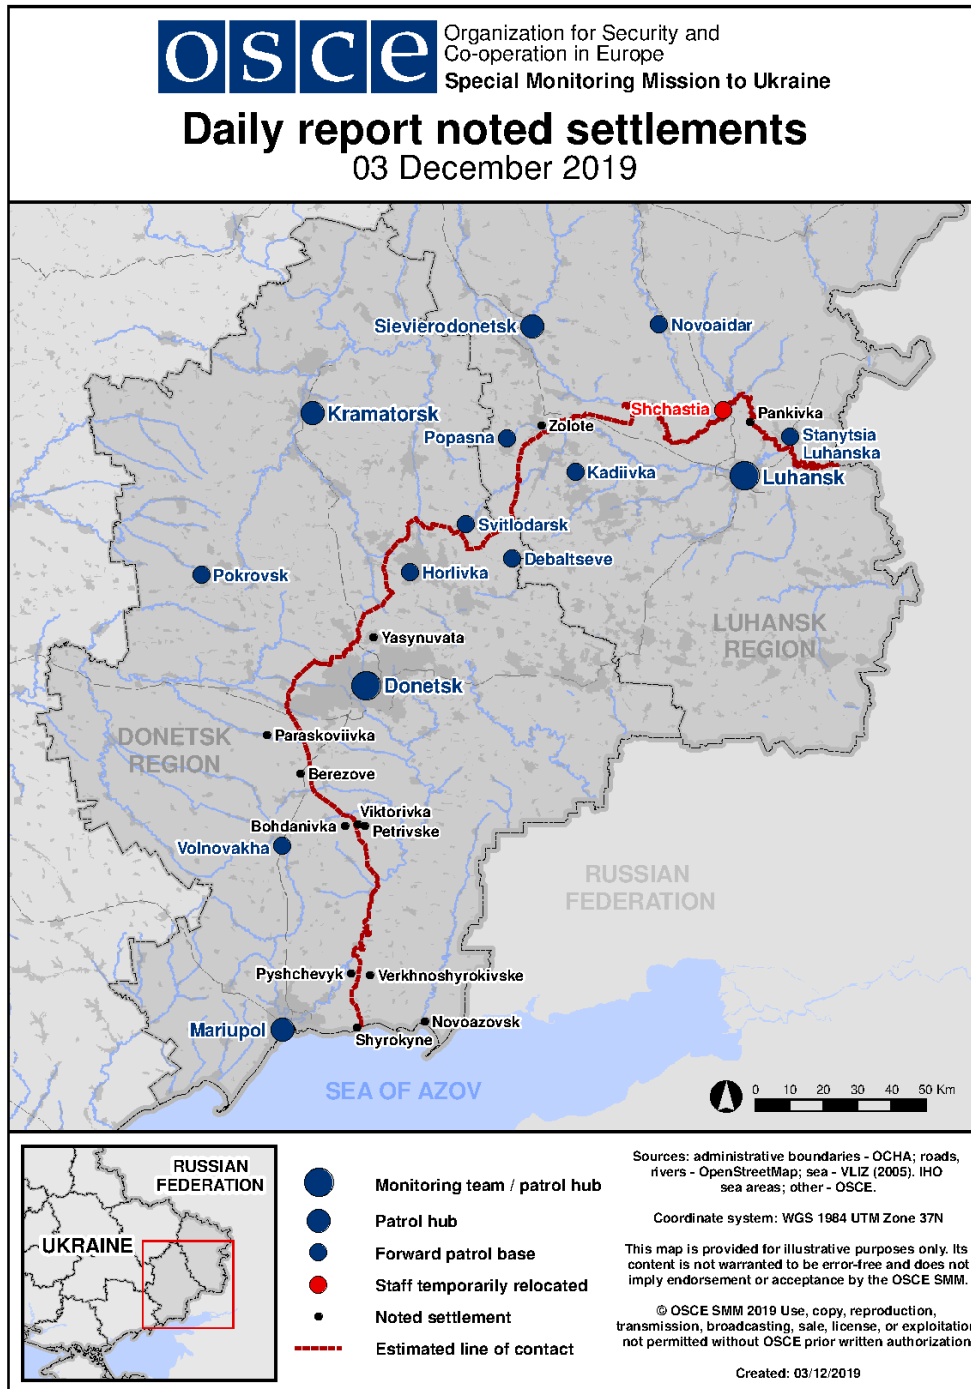 osce
Organization for Security and
Co-operation in Europe
Special Monitoring Mission to Ukraine
Daily report noted settlements
03 December 2019
Sievierodonetsk
Novoaidar
Kramatorsk
Shchastia
Pankivka
Zolote
Popasna
Stanytsia
Luhanska
Kadiivka
Luhansk
Svitlodarsk
Debaltseve
Horlivka
Pokrovsk
LUHANSK
REGION
Yasynuvata
Donetsk
DONETSK
REGION
Paraskoviivka
Berezove
Viktorivka
Bohdanivka
Petrivske
Volnovakha
RUSSIAN
FEDERATION
Pyshchevyk
Verkhnoshyrokivske
Novoazovsk
Mariupol
Shyrokyne
SEA OF AZOV
0 10 20 30 40 50 Km
RUSSIAN
FEDERATION
UKRAINE
Monitoring team / patrol hub
Patrol hub
Forward patrol base
Staff temporarily relocated
Noted settlement
Estimated line of contact
Sources: administrative boundaries - OCHA; roads,
rivers - OpenStreetMap; sea - VLIZ (2005). IHO
sea areas; other - OSCE.
Coordinate system: WGS 1984 UTM Zone 37N
This map is provided for illustrative purposes only. Its
content is not warranted to be error-free and does not
imply endorsement or acceptance by the OSCE SMM.
© OSCE SMM 2019 Use, copy, reproduction,
transmission, broadcasting, sale, license, or exploitation
not permitted without OSCE prior written authorization
Created: 03/12/2019